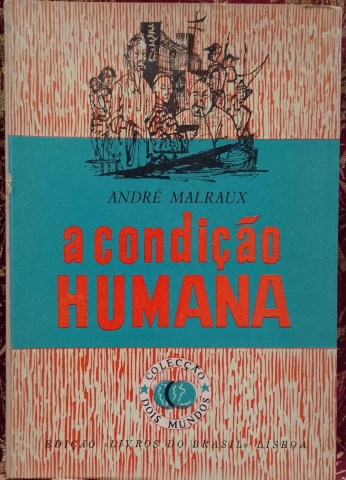 ANDRÉ MALRAUX
a condição
HUMANA
COLECÇÃO
DOIS MUNDOS
EDIÇÃO «LIVROS DO BRASIL» LISBOA